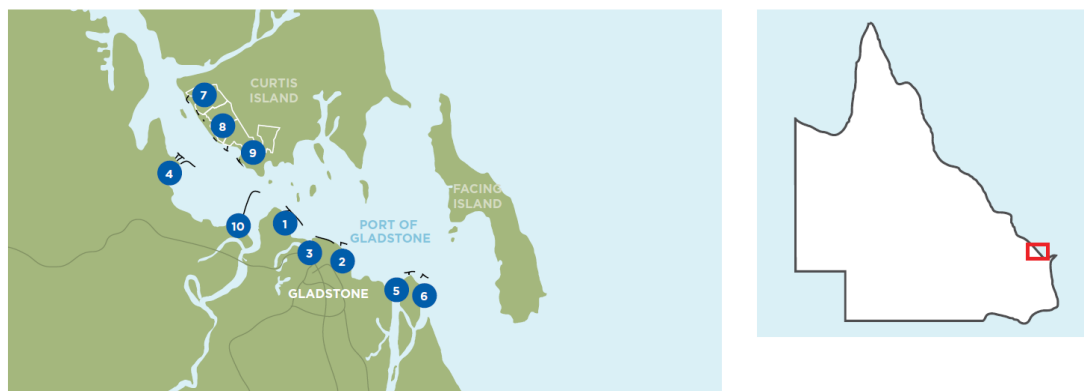 7
CURTIS
ISLAND
8
9
4
FACING
ISLAND
10
1
PORT OF
GLADSTONE
3
2
GLADSTONE
5
6